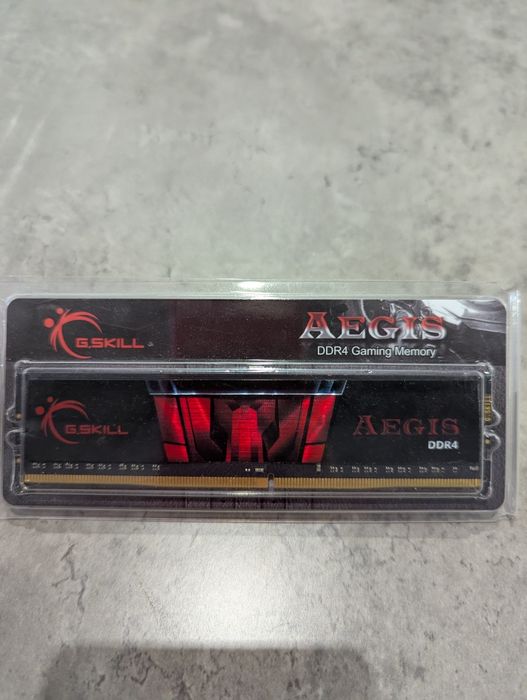 G.SKILL
AEGIS
DDR4 Gaming Memory
G.SKILL
AEGIS
DDR4